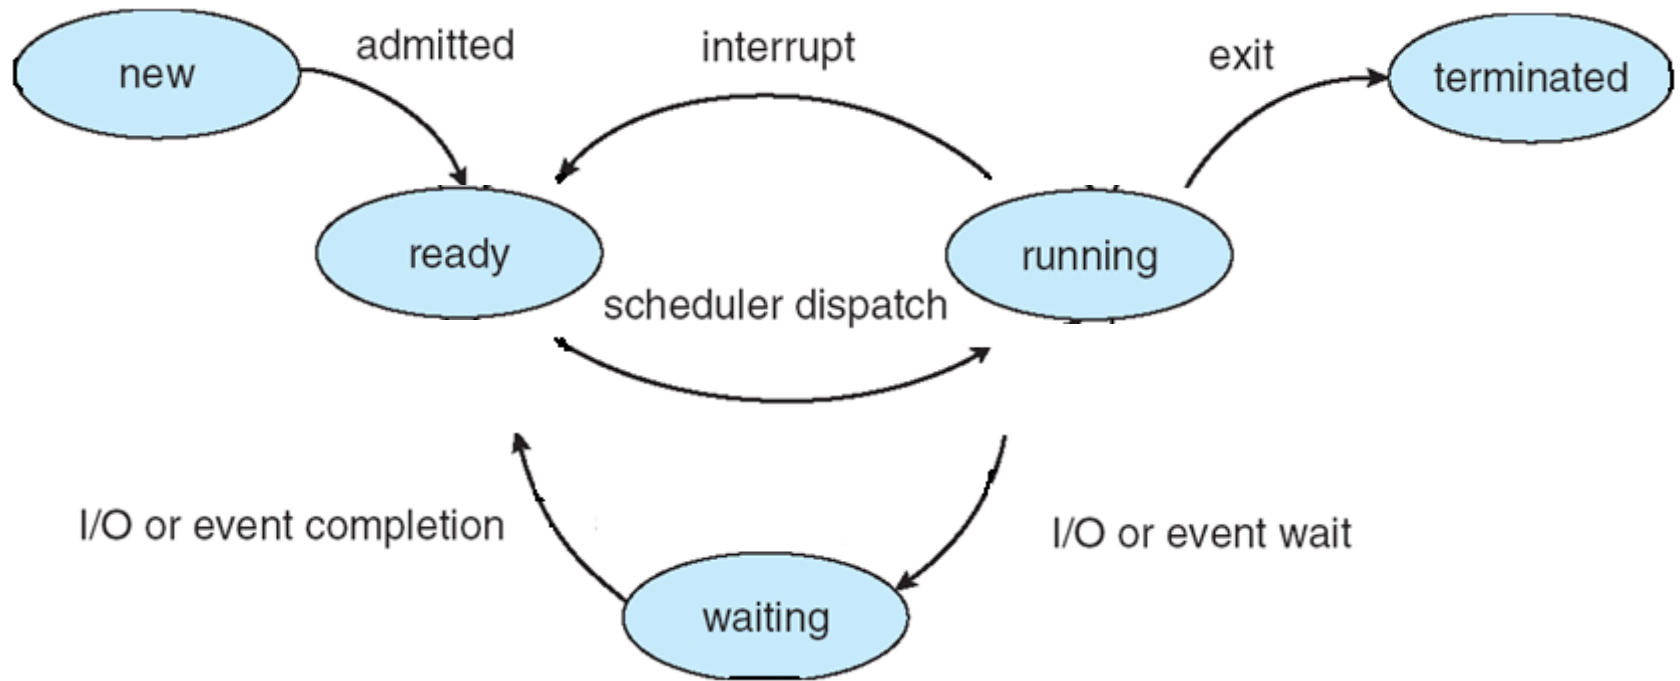 new
admitted
interrupt
exit
terminated
ready
running
scheduler dispatch
I/O or event completion
I/O or event wait
waiting